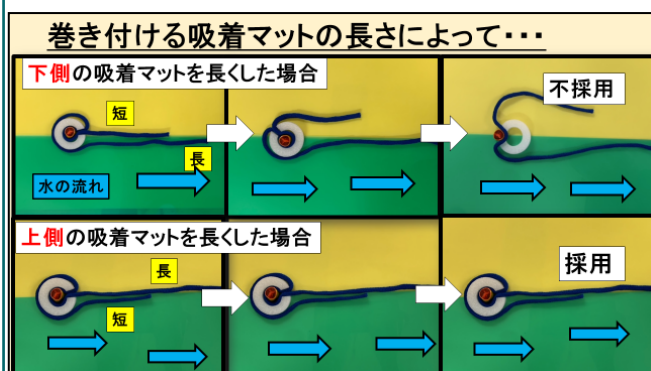 巻き付ける吸着マットの長さによって・・・
下側の吸着マットを長くした場合
短
長
水の流れ
不採用
上側の吸着マットを長くした場合
長
短
採用